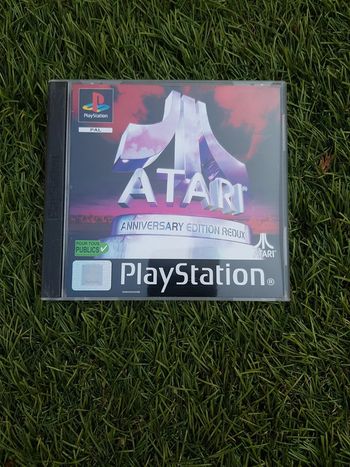 PlayStation
PAL
ATARI
ANNIVERSARY EDITION REDUX
POUR TOUS
PUBLICS
ATARI
PlayStation